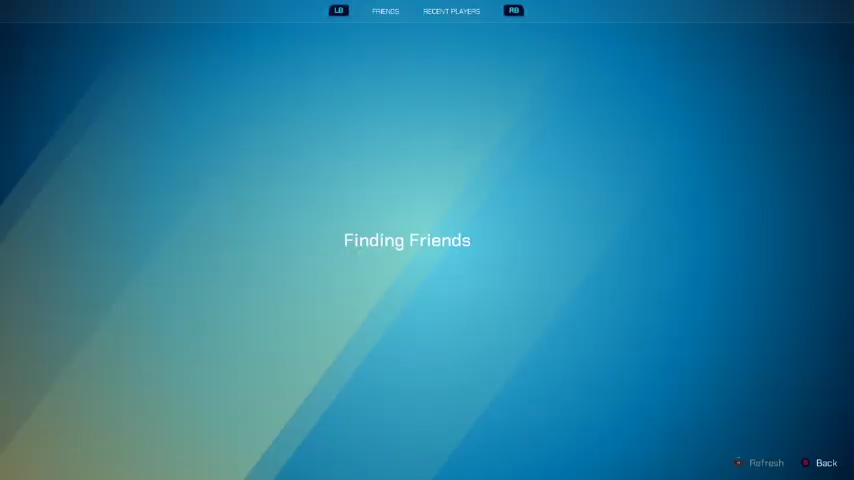 LB FRIENDS RECENT PLAYERS RB
Finding Friends
Refresh Back